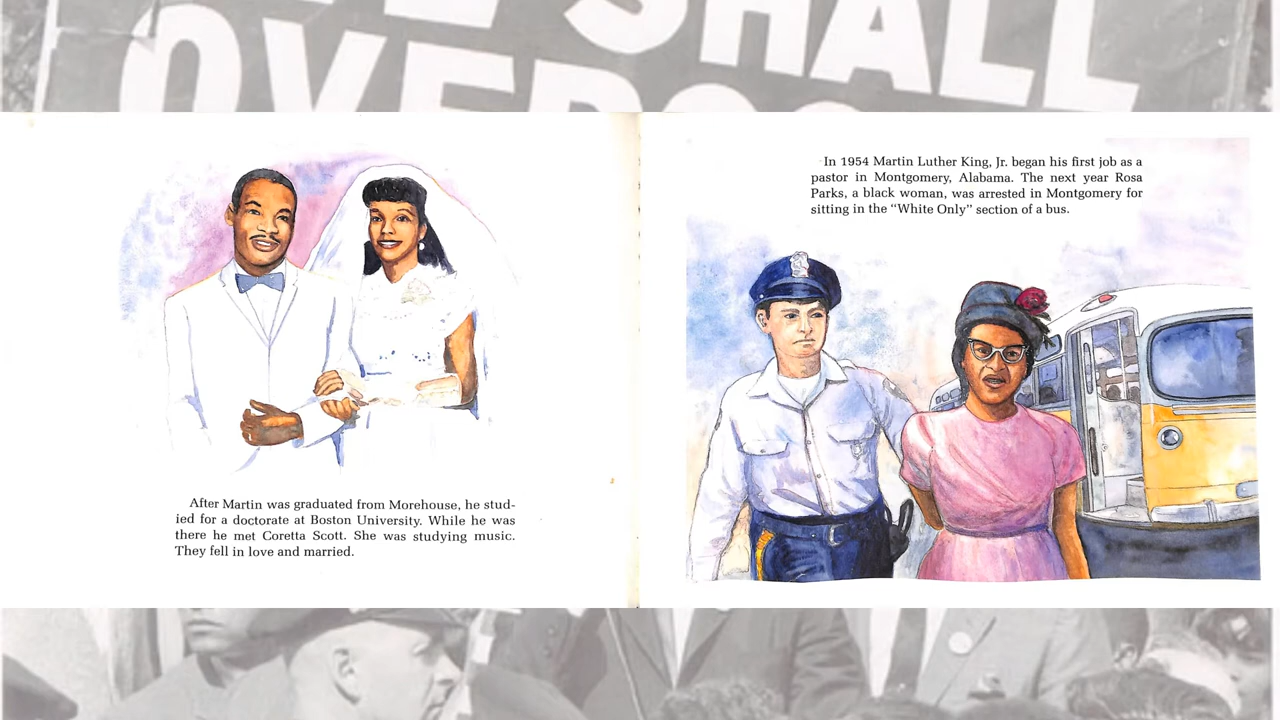 E SHALL
OVERCO
After Martin was graduated from Morehouse, he stud-
ied for a doctorate at Boston University. While he was
there he met Coretta Scott. She was studying music.
They fell in love and married.
In 1954 Martin Luther King, Jr. began his first job as a
pastor in Montgomery, Alabama. The next year Rosa
Parks, a black woman, was arrested in Montgomery for
sitting in the “White Only” section of a bus.